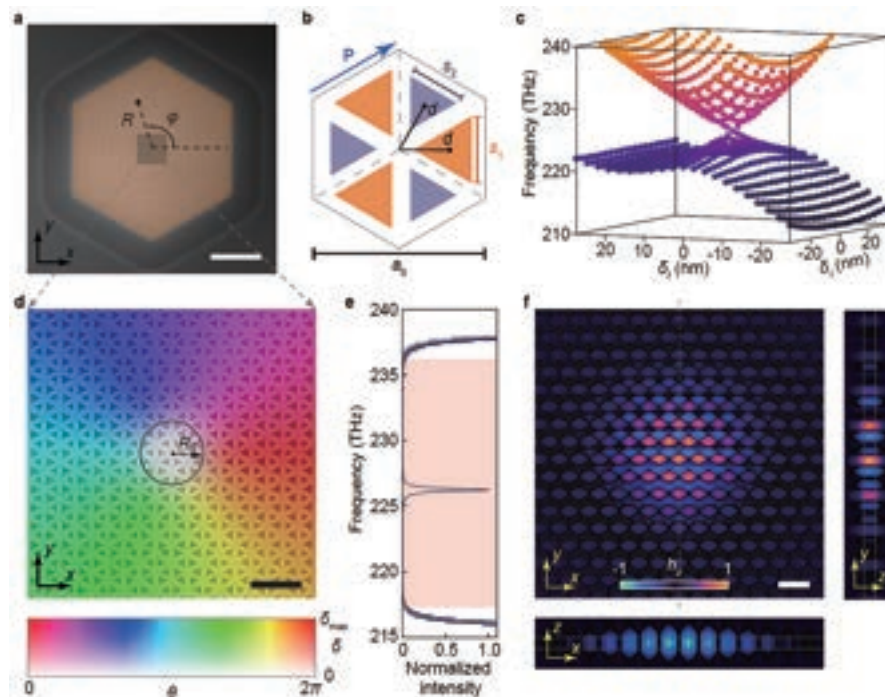 a
R
φ
y
x
b
P
s₂
d
d
s₁
a₀
c
Frequency (THz)
240
230
220
210
20
10
0
-10
-20
δ₂ (nm)
-20
0
20
δ₁ (nm)
d
R
y
x
δmax
δ
0
0
θ
2π
e
Frequency (THz)
240
235
230
225
220
215
0
0.5
1.0
Normalized
intensity
f
y
x
-1
1
y
z
z
x